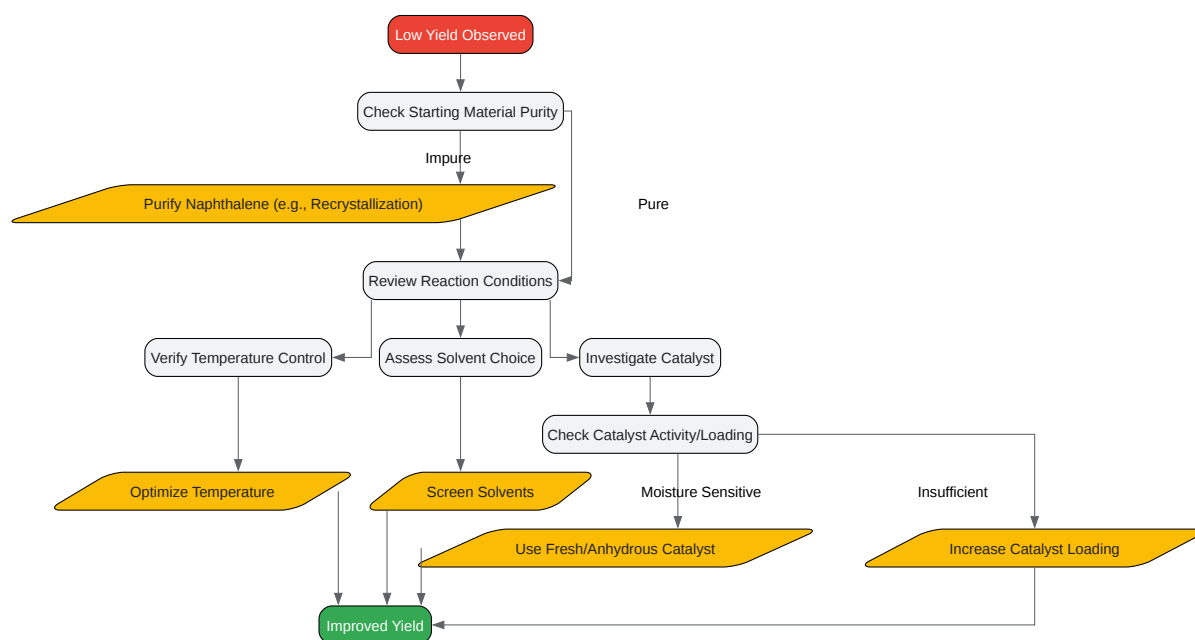 Low Yield Observed
Check Starting Material Purity
Impure
Purify Naphthalene (e.g., Recrystallization)
Pure
Review Reaction Conditions
Verify Temperature Control
Assess Solvent Choice
Investigate Catalyst
Check Catalyst Activity/Loading
Optimize Temperature
Screen Solvents
Moisture Sensitive
Insufficient
Use Fresh/Anhydrous Catalyst
Increase Catalyst Loading
Improved Yield